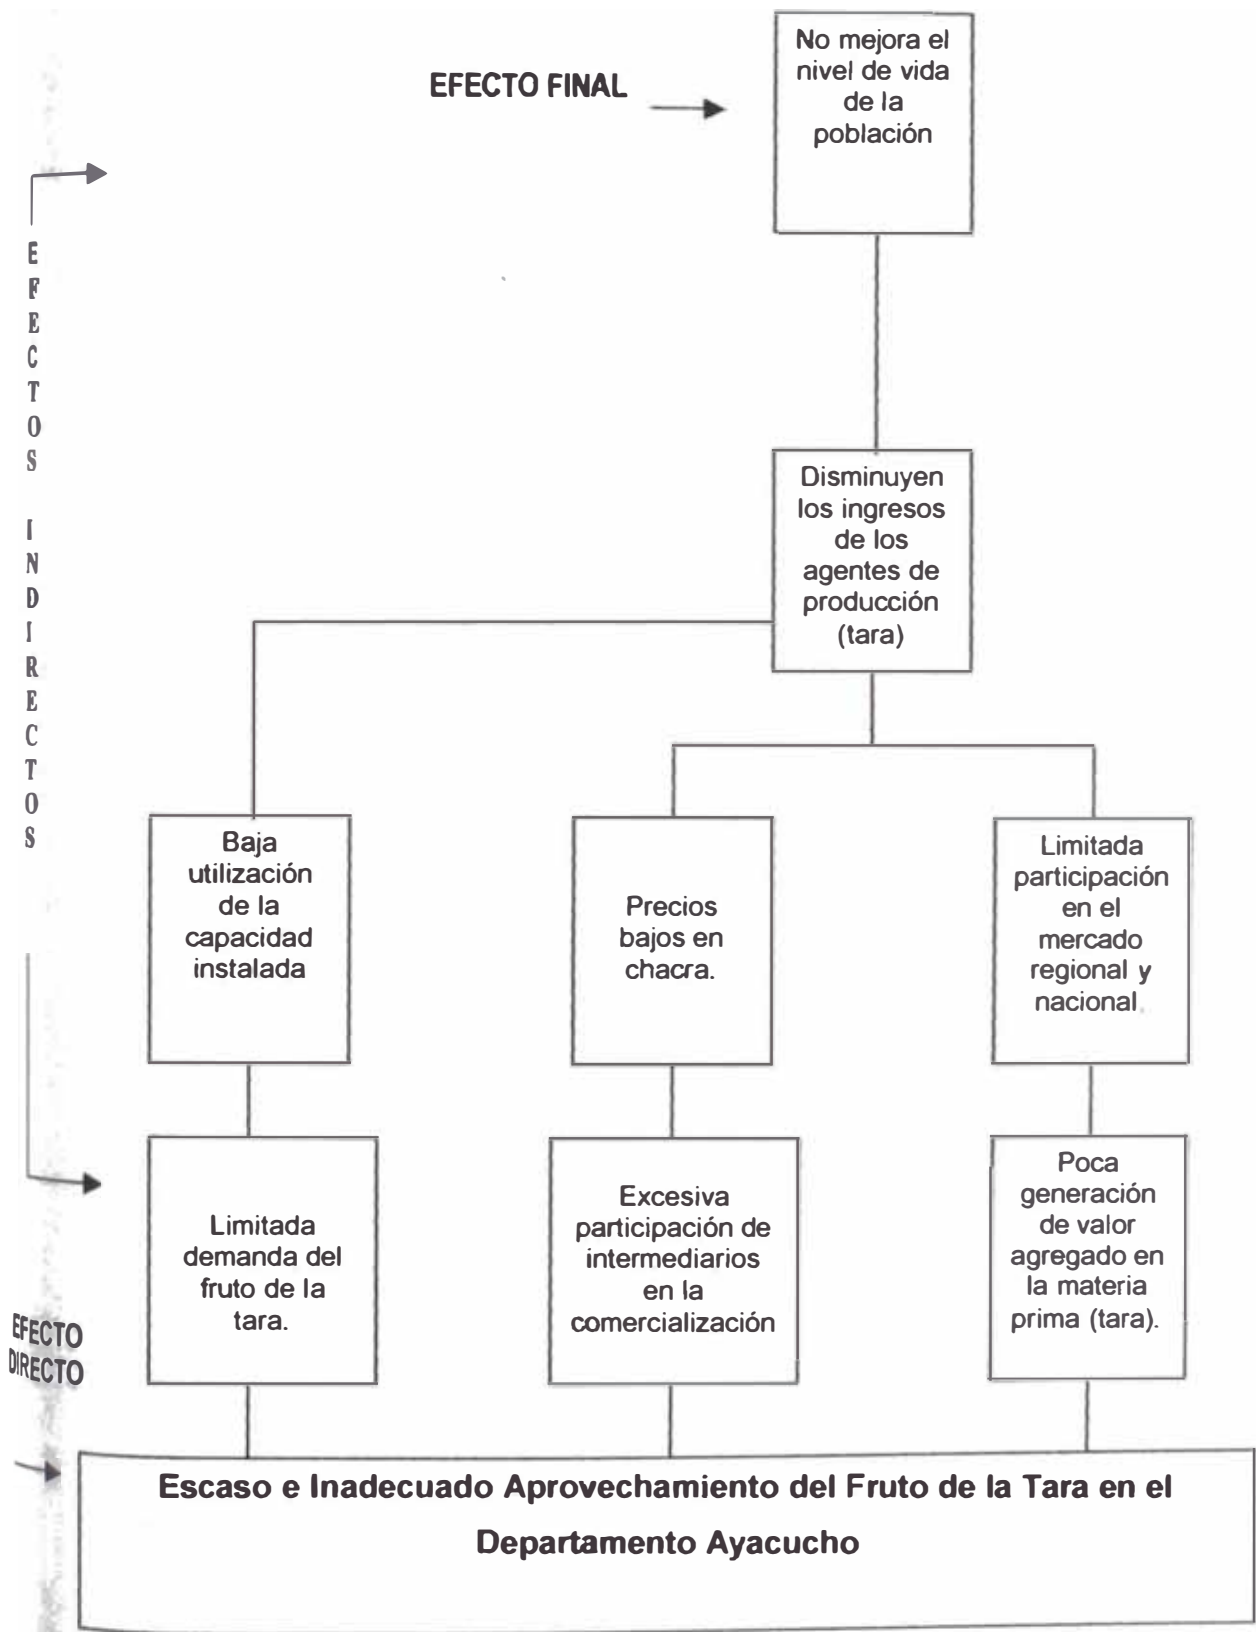 No mejora el
nivel de vida
de la
población
EFECTO FINAL
EFECTOS INDIRECTOS
Disminuyen
los ingresos
de los
agentes de
producción
(tara)
Baja
utilización
de la
capacidad
instalada
Precios
bajos en
chacra.
Limitada
participación
en el
mercado
regional y
nacional.
Limitada
demanda del
fruto de la
tara.
Excesiva
participación de
intermediarios
en la
comercialización
Poca
generación
de valor
agregado en
la materia
prima (tara).
EFECTO
DIRECTO
Escaso e Inadecuado Aprovechamiento del Fruto de la Tara en el
Departamento Ayacucho